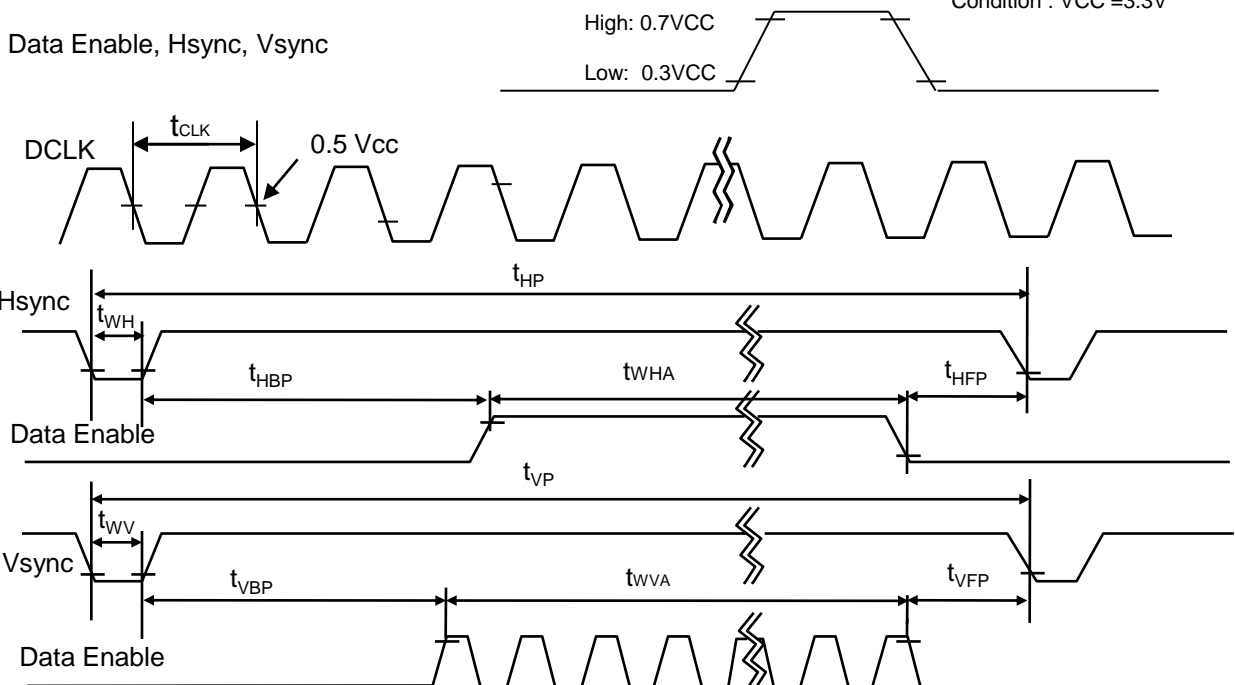 Condition : VCC =3.3V
High: 0.7VCC
Data Enable, Hsync, Vsync
Low: 0.3VCC
tCLK
DCLK
0.5 Vcc
tHP
Hsync
tWH
tHBP
tWHA
tHFP
Data Enable
tVP
tWV
Vsync
tVBP
tWVA
tVFP
Data Enable